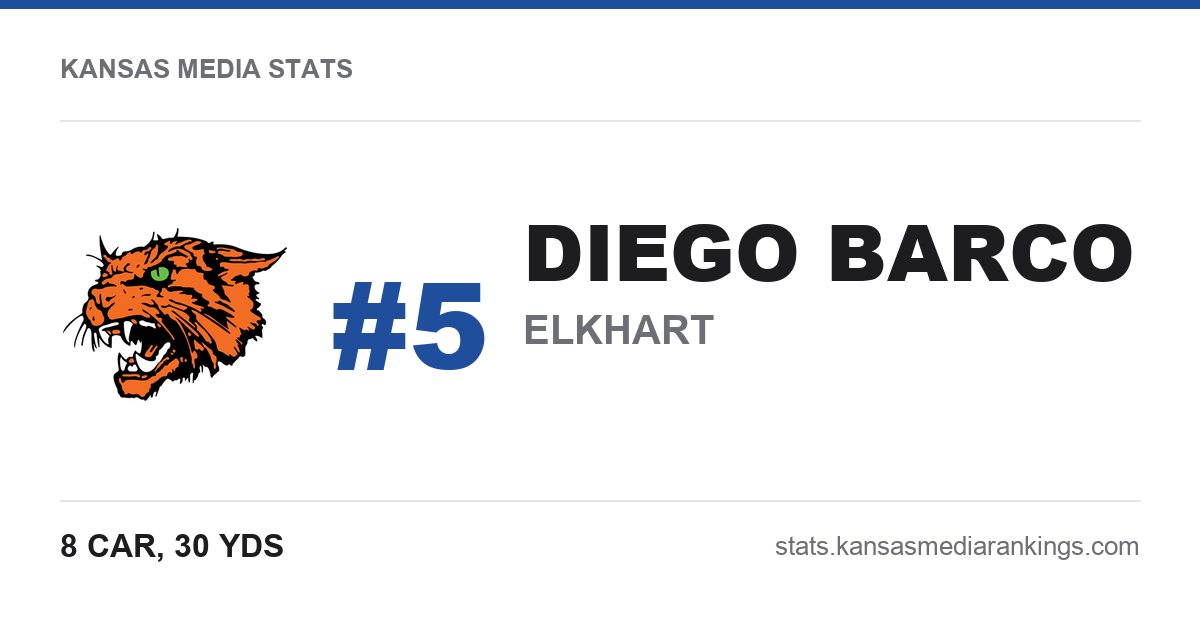 KANSAS MEDIA STATS
#5
DIEGO BARCO
ELKHART
8 CAR, 30 YDS
stats.kansasmediarankings.com